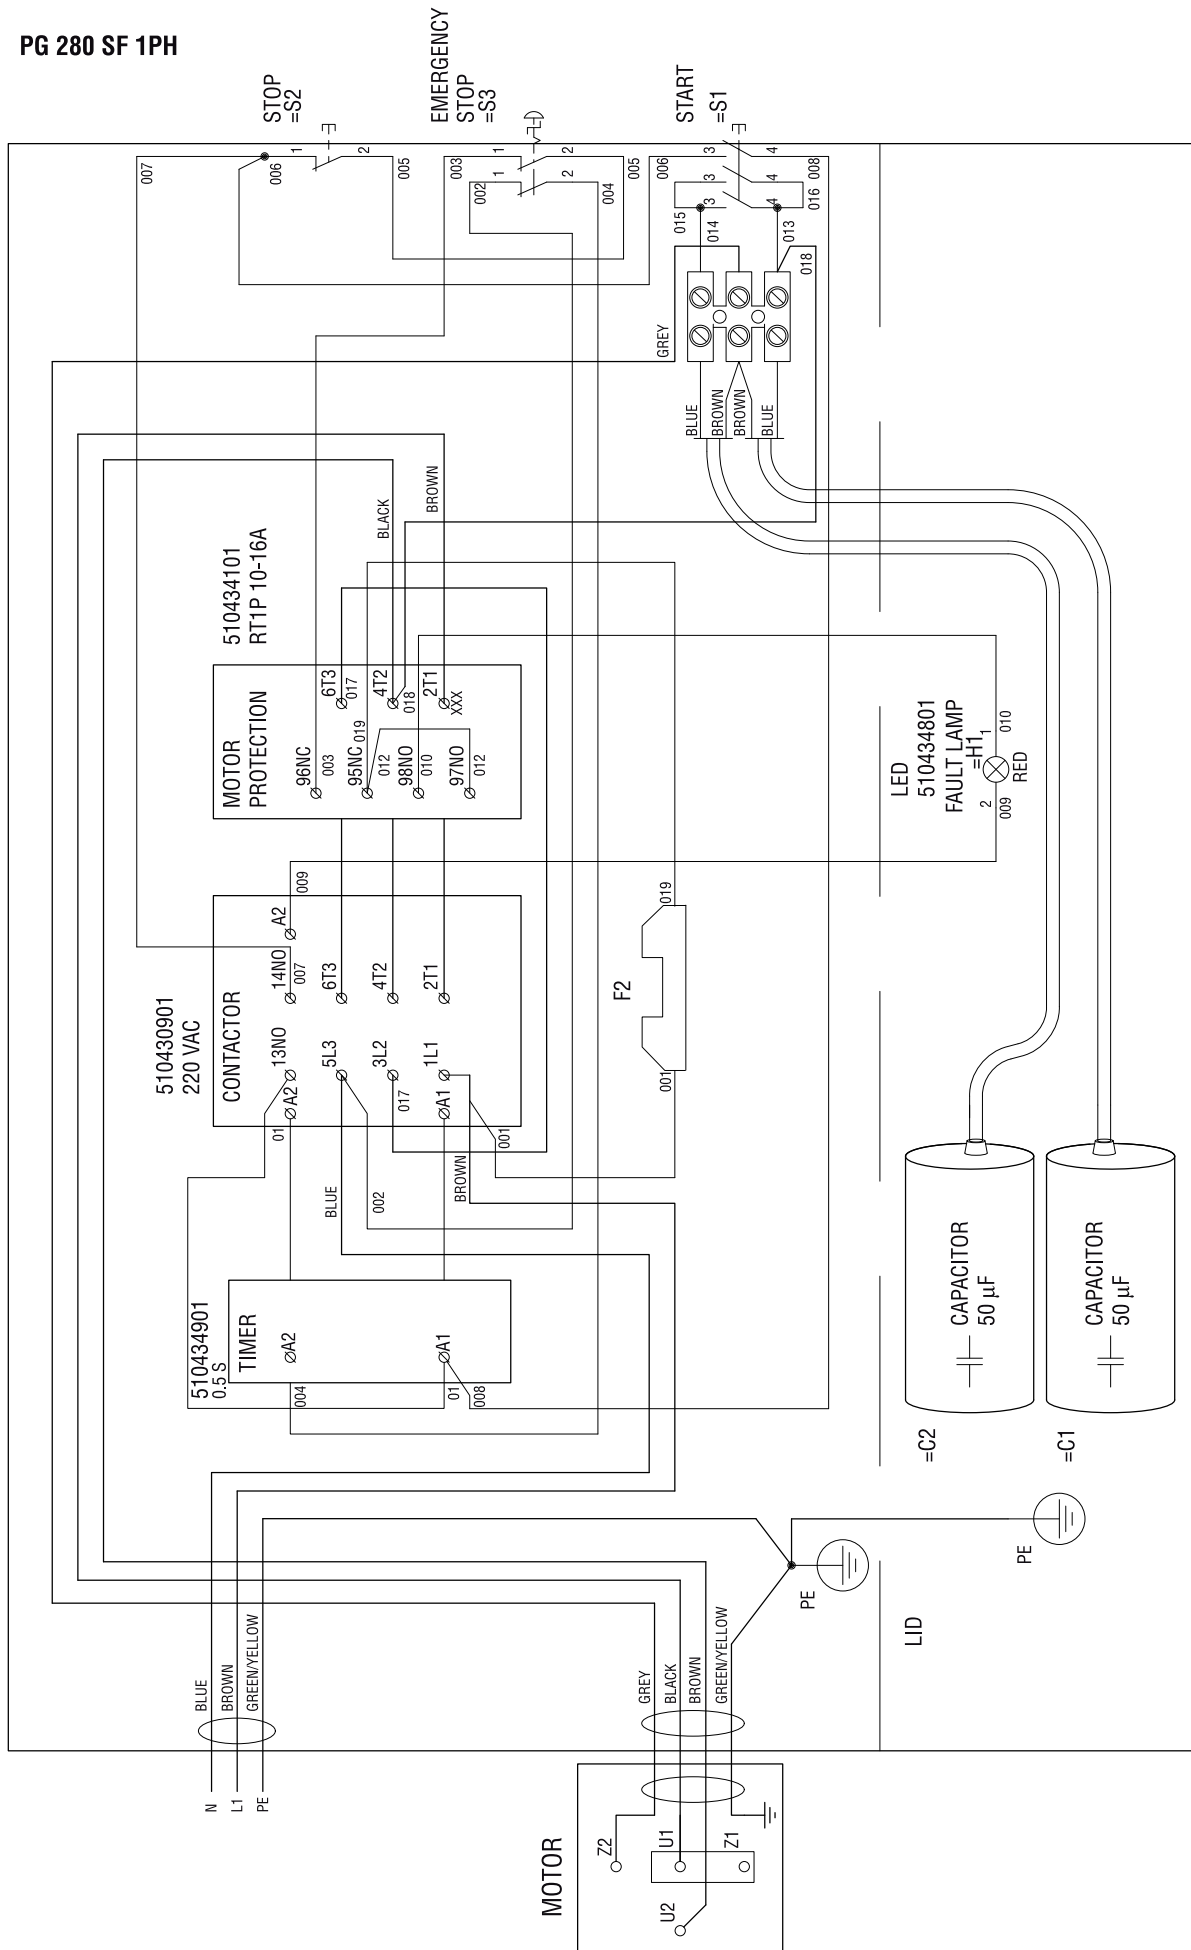 PG 280 SF 1PH
STOP
=S2
EMERGENCY
STOP
=S3
START
=S1
007
006
1
2
005
003
002
1
1
2
2
005
004
006
3
3
3
4
4
4
008
016
015
014
013
018
GREY
BLUE
BROWN
BROWN
BLUE
BLACK
BROWN
510434101
RT1P 10-16A
MOTOR
PROTECTION
6T3
017
4T2
018
2T1
XXX
96NC
003
95NC
019
012
98NO
010
97NO
012
LED
510434801
FAULT LAMP
=H1
1
010
2
009
RED
510430901
220 VAC
CONTACTOR
A2
009
14NO
007
6T3
4T2
2T1
13NO
5L3
3L2
1L1
A2
01
017
A1
001
F2
019
001
BLUE
002
BROWN
510434901
0.5 S
TIMER
A2
A1
004
01
008
CAPACITOR
50 µF
=C2
CAPACITOR
50 µF
=C1
PE
PE
LID
BLUE
BROWN
GREEN/YELLOW
N
L1
PE
GREY
BLACK
BROWN
GREEN/YELLOW
MOTOR
Z2
U1
Z1
U2